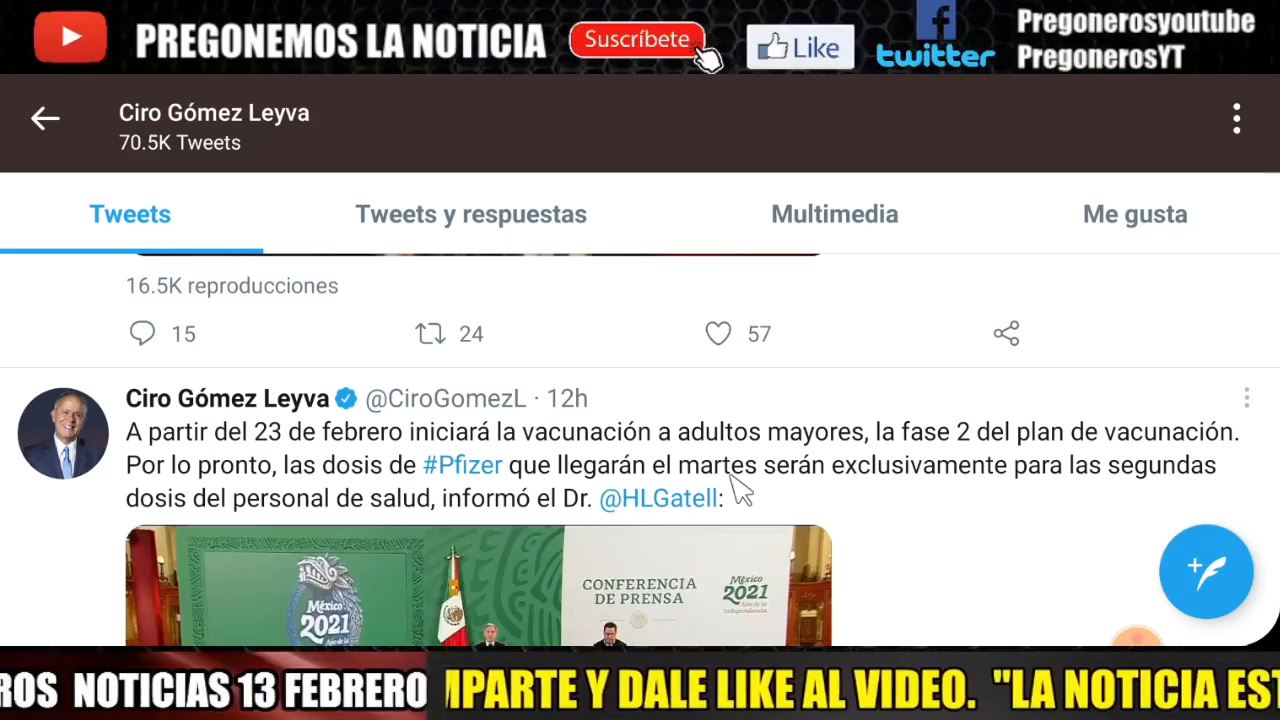 PREGONEMOS LA NOTICIA
Suscríbete
Like
twitter
Pregonerosyoutube
PregonerosYT
Ciro Gómez Leyva
70.5K Tweets
Tweets
Tweets y respuestas
Multimedia
Me gusta
16.5K reproducciones
15
24
57
Ciro Gómez Leyva @CiroGomezL · 12h
A partir del 23 de febrero iniciará la vacunación a adultos mayores, la fase 2 del plan de vacunación.
Por lo pronto, las dosis de #Pfizer que llegarán el martes serán exclusivamente para las segundas
dosis del personal de salud, informó el Dr. @HLGatell:
México
2021
CONFERENCIA
DE PRENSA
México
2021
Año de la
Independencia
ROS NOTICIAS 13 FEBRERO
MPARTE Y DALE LIKE AL VIDEO. "LA NOTICIA EST